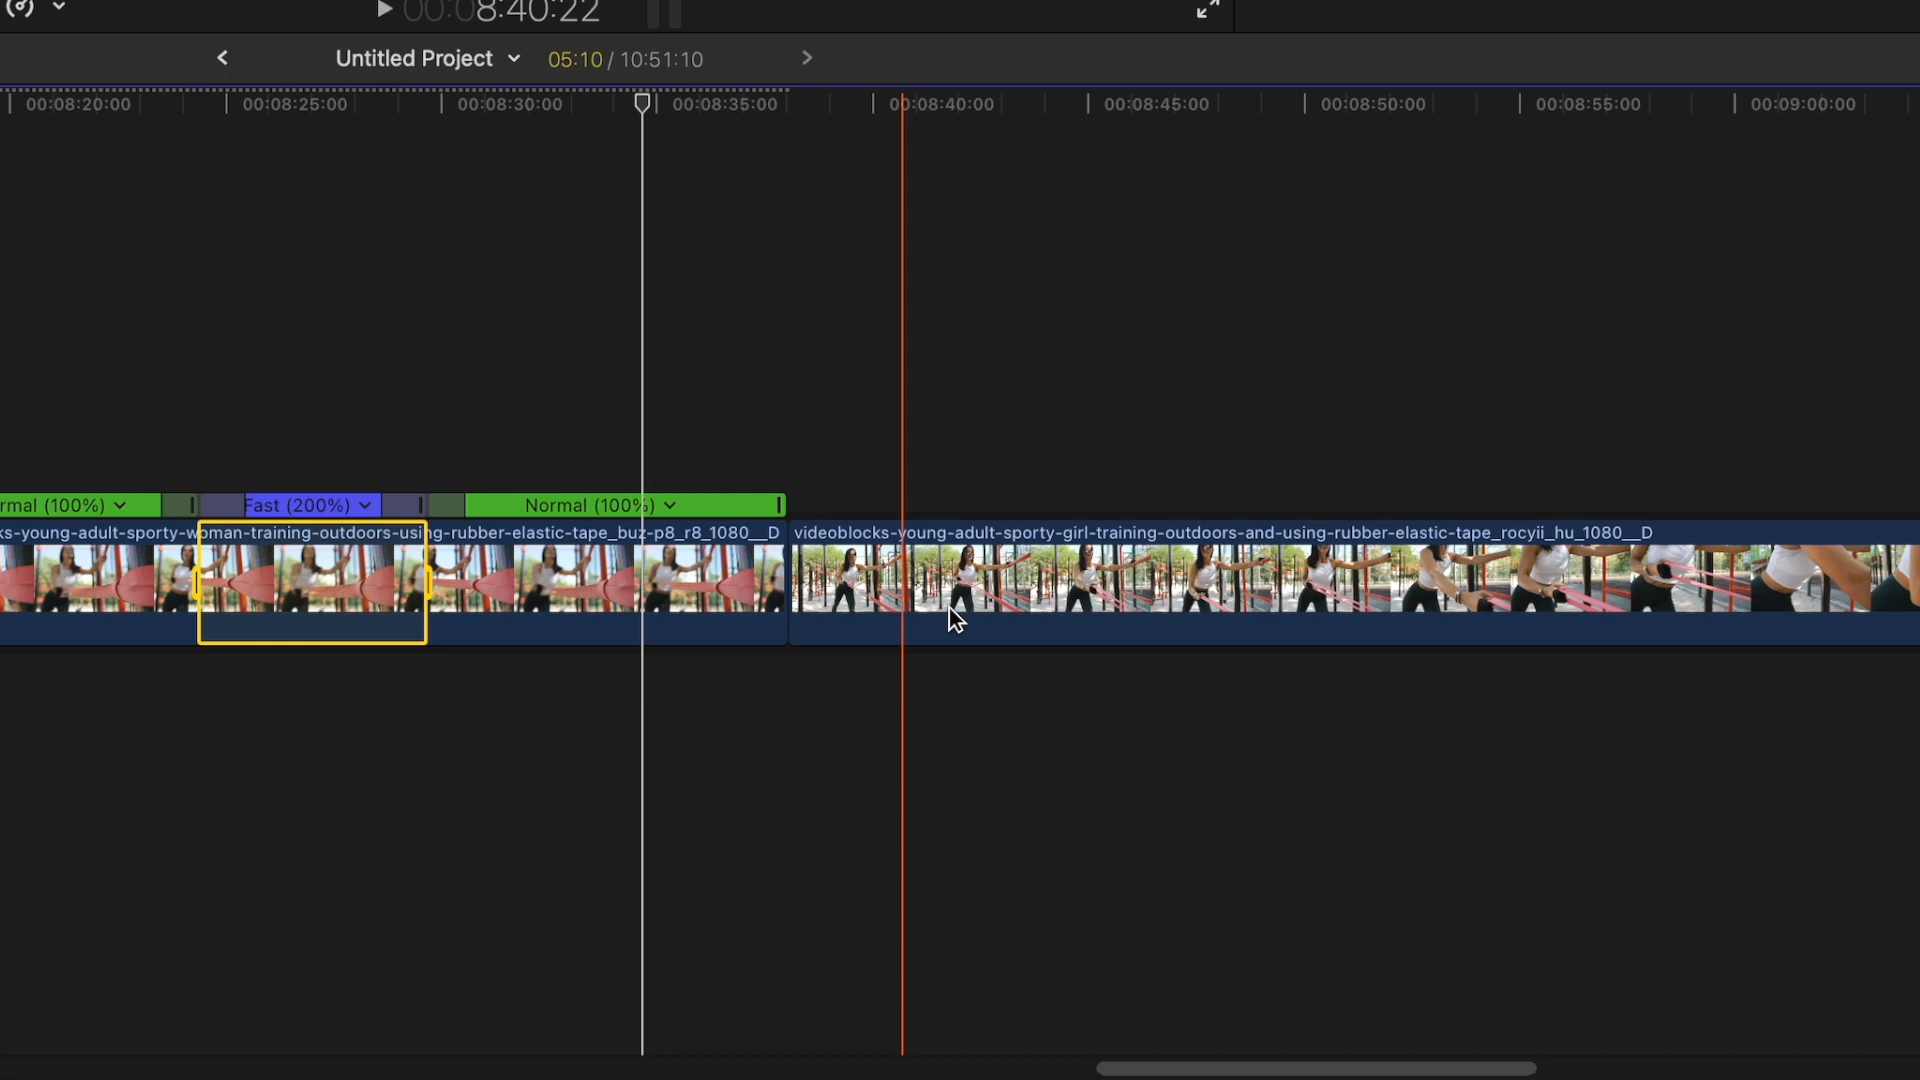 00:08:40:22
Untitled Project 05:10 / 10:51:10
00:08:20:00 00:08:25:00 00:08:30:00 00:08:35:00 00:08:40:00 00:08:45:00 00:08:50:00 00:08:55:00 00:09:00:00
rmal (100%) Fast (200%) Normal (100%)
ks-young-adult-sporty-woman-training-outdoors-using-rubber-elastic-tape_buz-p8_r8_1080__D videoblocks-young-adult-sporty-girl-training-outdoors-and-using-rubber-elastic-tape_rocyii_hu_1080__D